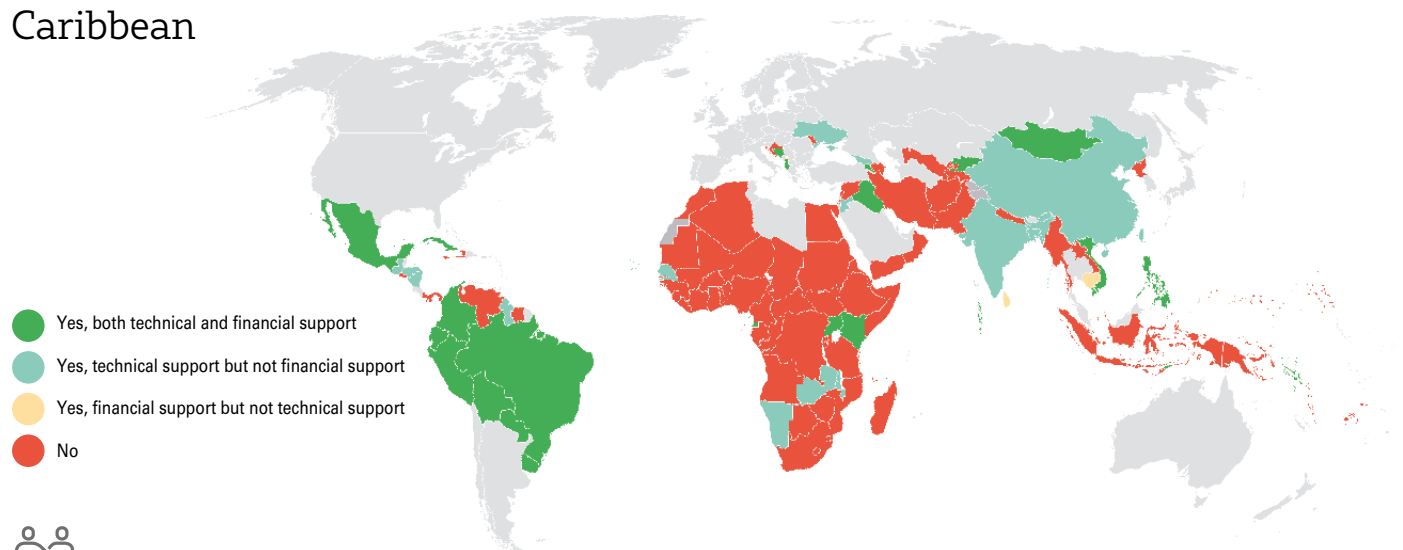 Caribbean
Yes, both technical and financial support
Yes, technical support but not financial support
Yes, financial support but not technical support
No